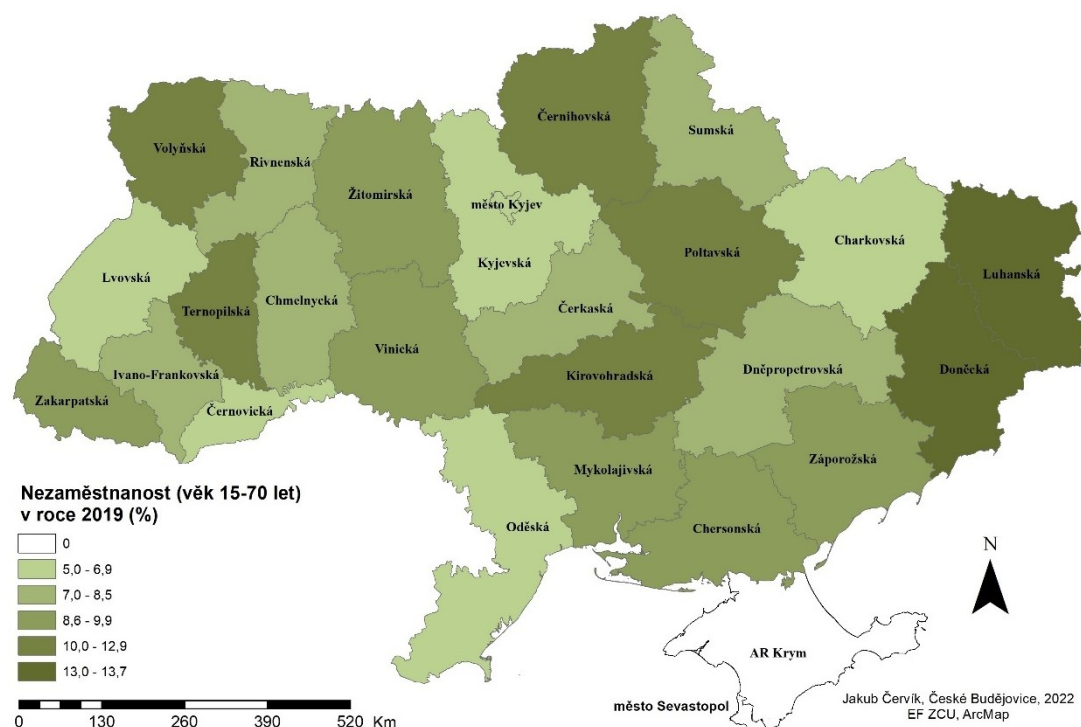 Černihovská
Sumská
Volyňská
Rivnenská
Žitomirská
město Kyjev
Kyjevská
Poltavská
Charkovská
Luhanská
Lvovská
Ternopilská
Chmelnycká
Čerkaská
Vinická
Ivano-Frankovská
Kirovohradská
Dněpropetrovská
Doněcká
Zakarpatská
Černovická
Mykolajivská
Záporožská
Oděská
Chersonská
Nezaměstnanost (věk 15-70 let)
v roce 2019 (%)
0
5,0 - 6,9
7,0 - 8,5
8,6 - 9,9
10,0 - 12,9
13,0 - 13,7
0 130 260 390 520 Km
N
AR Krym
město Sevastopol
Jakub Červík, České Budějovice, 2022
EF ZCU, ArcMap